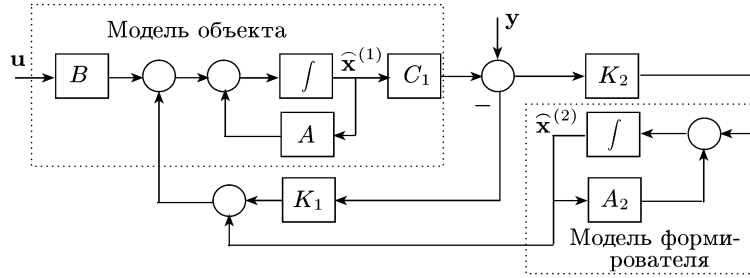 Модель объекта
y
u
B
∫
x̂⁽¹⁾
C₁
K₂
−
A
x̂⁽²⁾
∫
K₁
A₂
Модель форми-
рователя